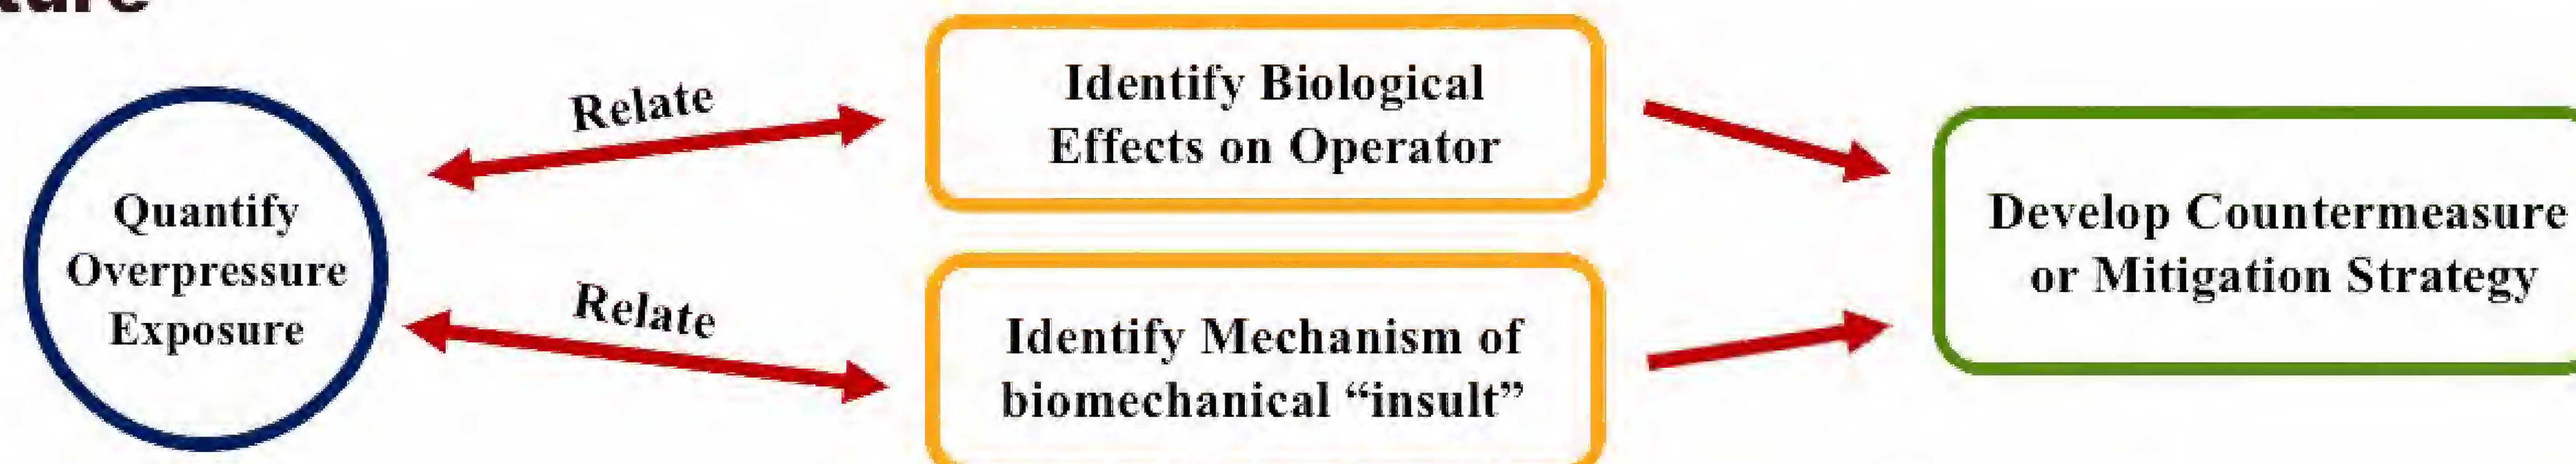 Quantify
Overpressure
Exposure
Relate
Relate
Identify Biological
Effects on Operator
Identify Mechanism of
biomechanical “insult”
Develop Countermeasure
or Mitigation Strategy